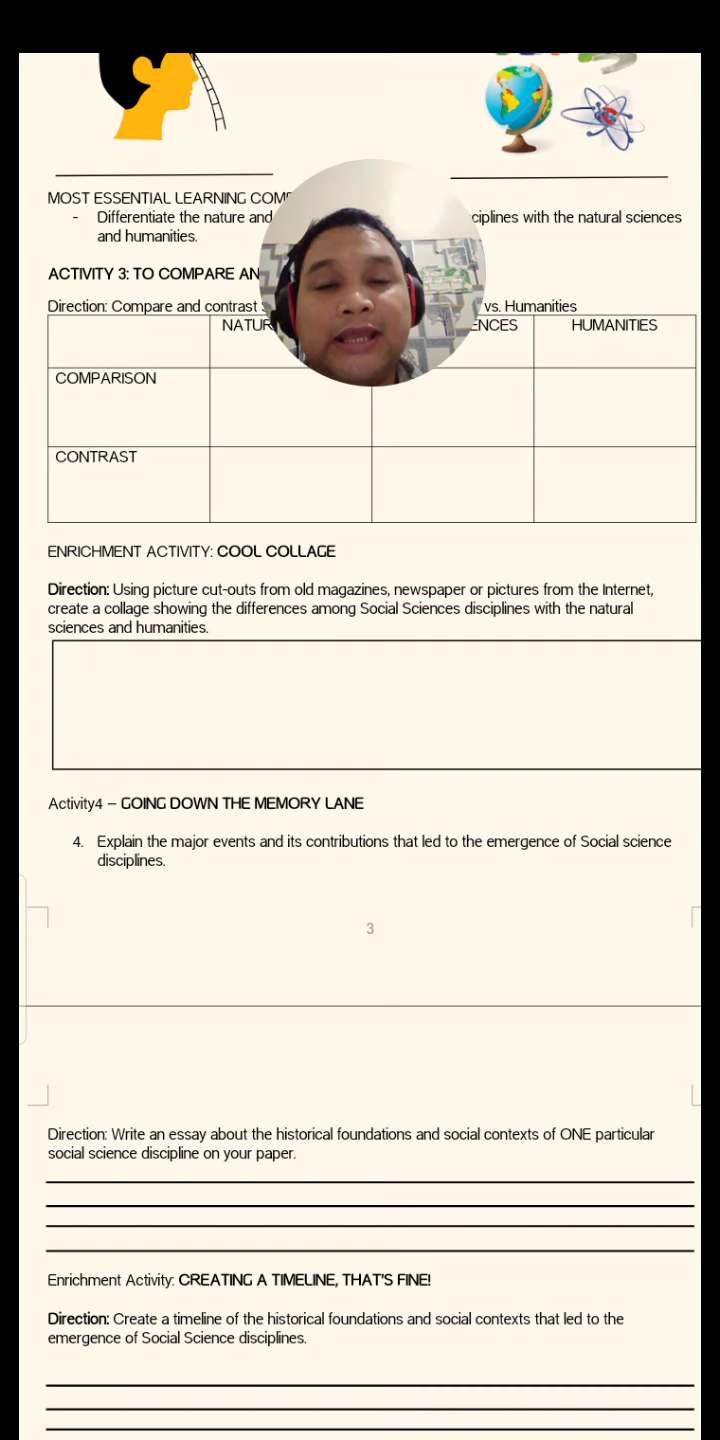 MOST ESSENTIAL LEARNING
- Differentiate the nature and ciplines with the natural sciences
and humanities.
ACTIVITY 3: TO COMPARE AN
Direction: Compare and contrast vs. Humanities
NATUR ENCES HUMANITIES
COMPARISON
CONTRAST
ENRICHMENT ACTIVITY: COOL COLLAGE
Direction: Using picture cut-outs from old magazines, newspaper or pictures from the Internet,
create a collage showing the differences among Social Sciences disciplines with the natural
sciences and humanities.
Activity4 – GOING DOWN THE MEMORY LANE
4. Explain the major events and its contributions that led to the emergence of Social science
disciplines.
3
Direction: Write an essay about the historical foundations and social contexts of ONE particular
social science discipline on your paper.
Enrichment Activity: CREATING A TIMELINE, THAT'S FINE!
Direction: Create a timeline of the historical foundations and social contexts that led to the
emergence of Social Science disciplines.